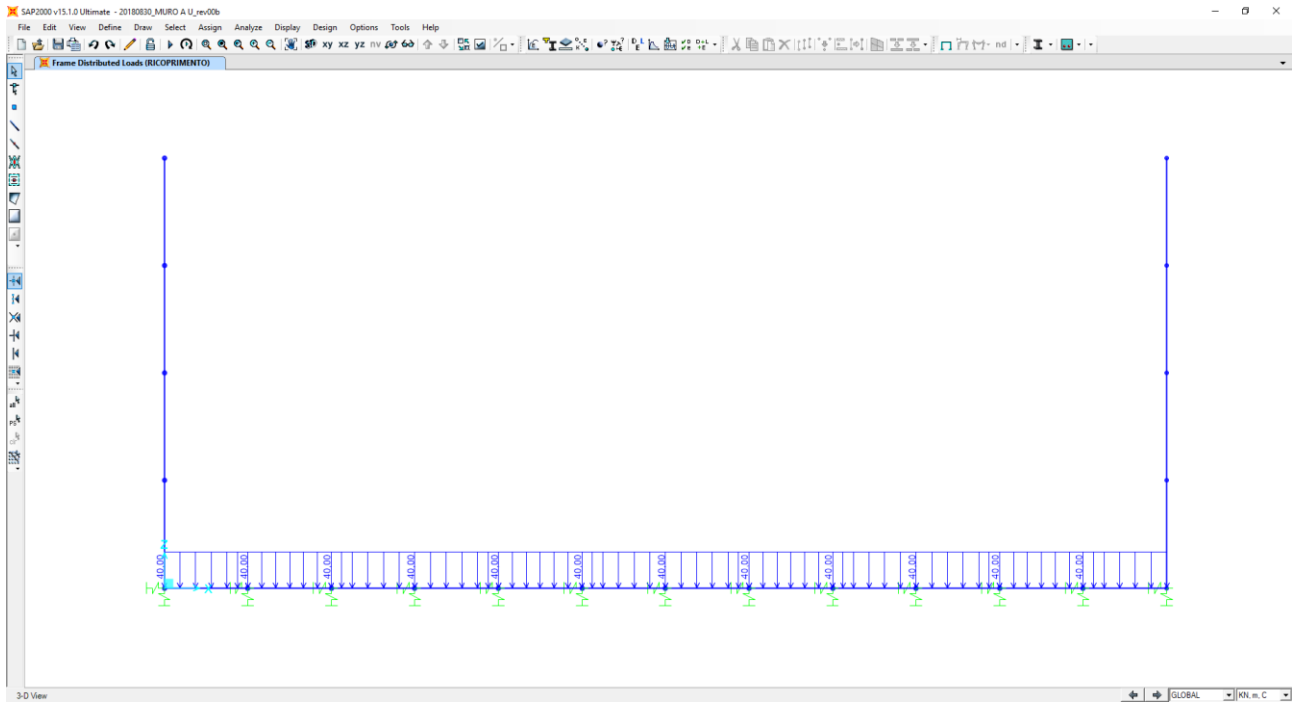 SAP2000 v15.1.0 Ultimate - 20180830_MURO A U_rev00b
File Edit View Define Draw Select Assign Analyze Display Design Options Tools Help
xy xz yz nv nd
Frame Distributed Loads (RICOPRIMENTO)
40.00 40.00 40.00 40.00 40.00 40.00 40.00 40.00 40.00 40.00 40.00 40.00
3-D View GLOBAL KN, m, C